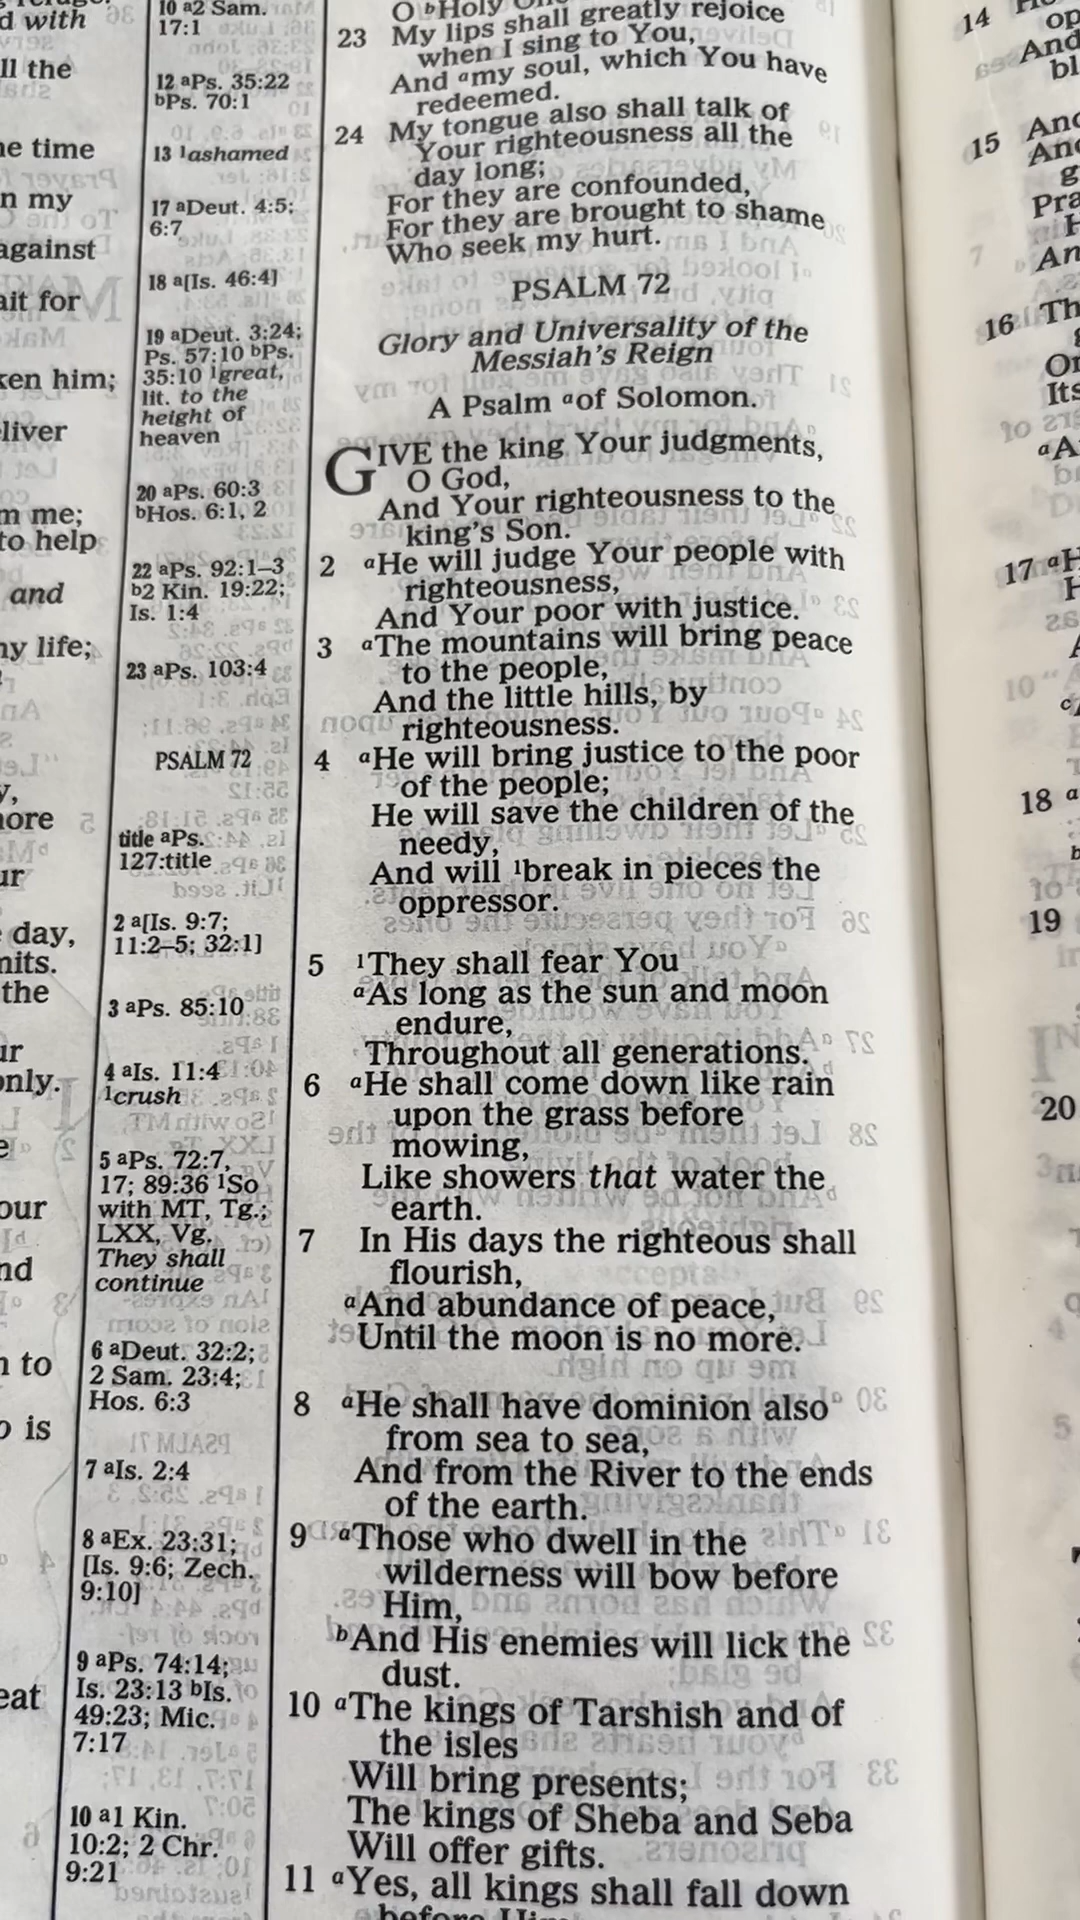 d with
ll the
ne time
n my
against
ait for
ken him;
liver
m me;
to help
and
ny life;
day,
the
only.
our
nd
n to
is
10 a2 Sam.
17:1
12 aPs. 35:22
bPs. 70:1
13 1ashamed
17 aDeut. 4:5;
6:7
18 a[Is. 46:4]
19 aDeut. 3:24;
Ps. 57:10 bPs.
35:10 1great,
lit. to the
height of
heaven
20 aPs. 60:3
bHos. 6:1, 2
22 aPs. 92:1–3
b2 Kin. 19:22;
Is. 1:4
23 aPs. 103:4
PSALM 72
title aPs.
127:title
2 a[Is. 9:7;
11:2–5; 32:1]
3 aPs. 85:10
4 aIs. 11:4
1crush
5 aPs. 72:7,
17; 89:36 1So
with MT, Tg.;
LXX, Vg.
They shall
continue
6 aDeut. 32:2;
2 Sam. 23:4;
Hos. 6:3
7 aIs. 2:4
8 aEx. 23:31;
[Is. 9:6; Zech.
9:10]
9 aPs. 74:14;
Is. 23:13 bIs.
49:23; Mic.
7:17
10 a1 Kin.
10:2; 2 Chr.
9:21
O bHoly
23 My lips shall greatly rejoice
when I sing to You,
And amy soul, which You have
redeemed.
24 My tongue also shall talk of
Your righteousness all the
day long;
For they are confounded,
For they are brought to shame
Who seek my hurt.
PSALM 72
Glory and Universality of the
Messiah's Reign
A Psalm aof Solomon.
GIVE the king Your judgments,
O God,
And Your righteousness to the
king's Son.
2 aHe will judge Your people with
righteousness,
And Your poor with justice.
3 aThe mountains will bring peace
to the people,
And the little hills, by
righteousness.
4 aHe will bring justice to the poor
of the people;
He will save the children of the
needy,
And will 1break in pieces the
oppressor.
5 1They shall fear You
aAs long as the sun and moon
endure,
Throughout all generations.
6 aHe shall come down like rain
upon the grass before
mowing,
Like showers that water the
earth.
7 In His days the righteous shall
flourish,
aAnd abundance of peace,
Until the moon is no more.
8 aHe shall have dominion also
from sea to sea,
And from the River to the ends
of the earth.
9 aThose who dwell in the
wilderness will bow before
Him,
bAnd His enemies will lick the
dust.
10 aThe kings of Tarshish and of
the isles
Will bring presents;
The kings of Sheba and Seba
Will offer gifts.
11 aYes, all kings shall fall down
14
And
15
16
17
18
19
20